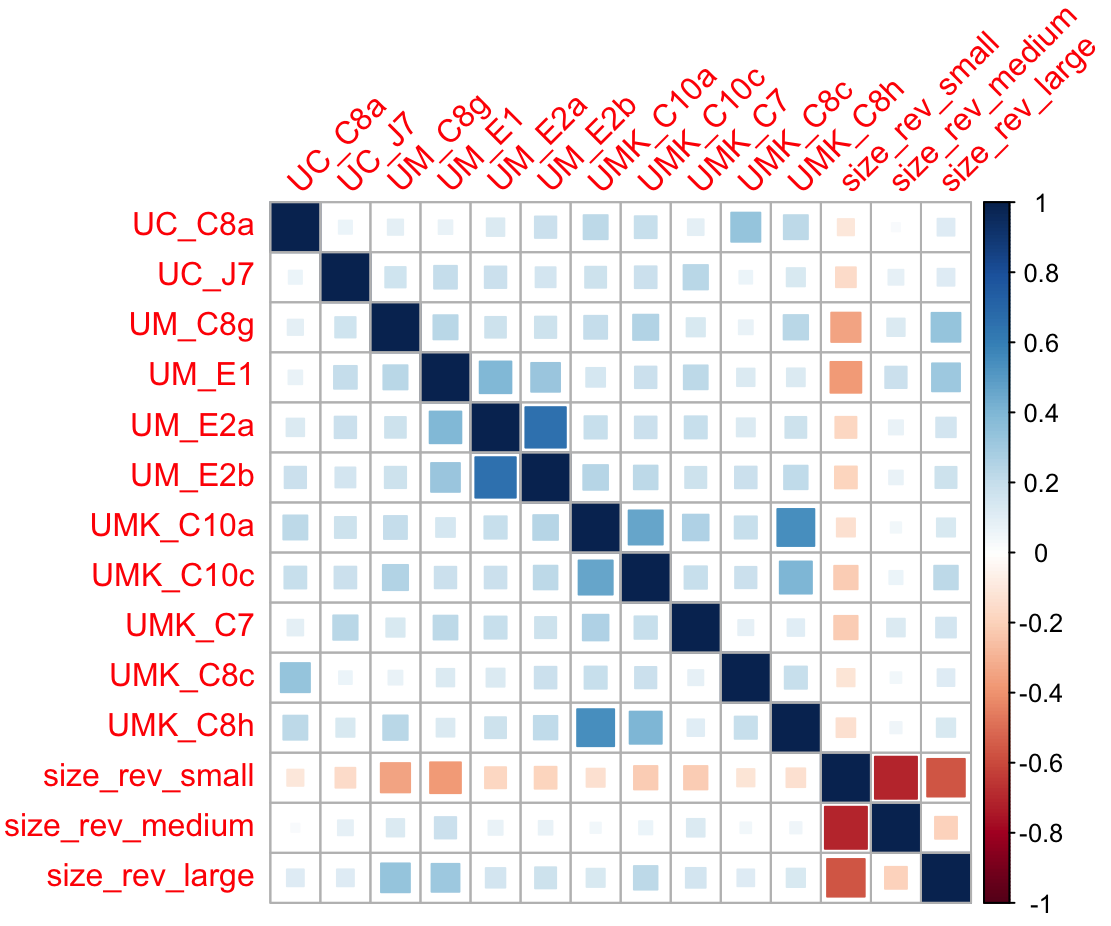 UC_C8a
UC_J7
UM_C8g
UM_E1
UM_E2a
UM_E2b
UMK_C10a
UMK_C10c
UMK_C7
UMK_C8c
UMK_C8h
size_rev_small
size_rev_medium
size_rev_large
UC_C8a
UC_J7
UM_C8g
UM_E1
UM_E2a
UM_E2b
UMK_C10a
UMK_C10c
UMK_C7
UMK_C8c
UMK_C8h
size_rev_small
size_rev_medium
size_rev_large
1
0.8
0.6
0.4
0.2
0
-0.2
-0.4
-0.6
-0.8
-1